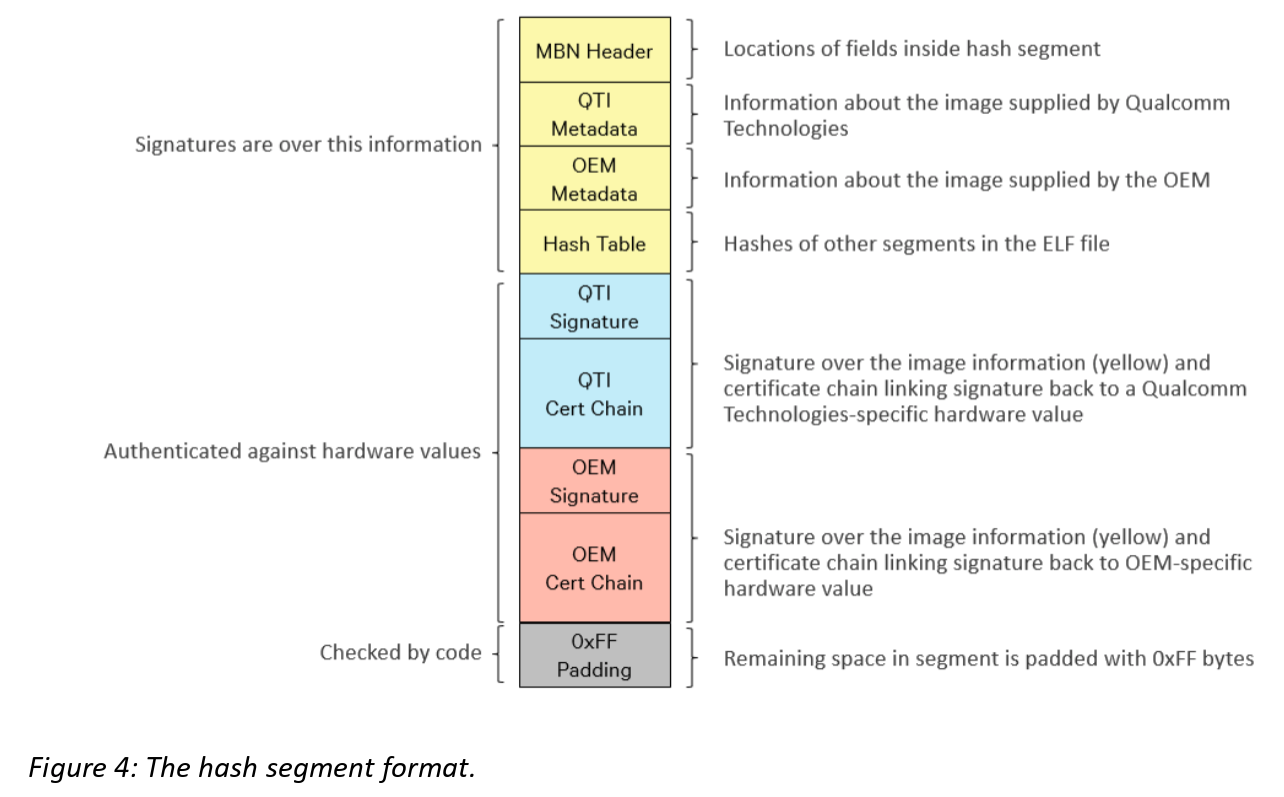 MBN Header
Locations of fields inside hash segment
QTI
Metadata
Information about the image supplied by Qualcomm
Technologies
Signatures are over this information
OEM
Metadata
Information about the image supplied by the OEM
Hash Table
Hashes of other segments in the ELF file
QTI
Signature
QTI
Cert Chain
Signature over the image information (yellow) and
certificate chain linking signature back to a Qualcomm
Technologies-specific hardware value
Authenticated against hardware values
OEM
Signature
OEM
Cert Chain
Signature over the image information (yellow) and
certificate chain linking signature back to OEM-specific
hardware value
Checked by code
0xFF
Padding
Remaining space in segment is padded with 0xFF bytes
Figure 4: The hash segment format.